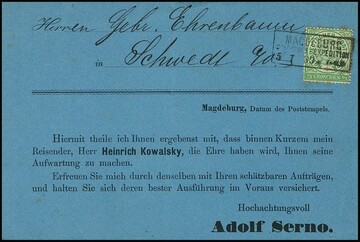 Herren Gebr. Ehrenbaum
in Schwedt a/O
MAGDEBURG
Magdeburg, Datum des Poststempels.
Hiermit theile ich Ihnen ergebenst mit, dass binnen Kurzem mein
Reisender, Herr Heinrich Kowalsky, die Ehre haben wird, Ihnen seine
Aufwartung zu machen.
Erfreuen Sie mich durch denselben mit Ihren schätzbaren Aufträgen,
und halten Sie sich deren bester Ausführung im Voraus versichert.
Hochachtungsvoll
Adolf Serno.